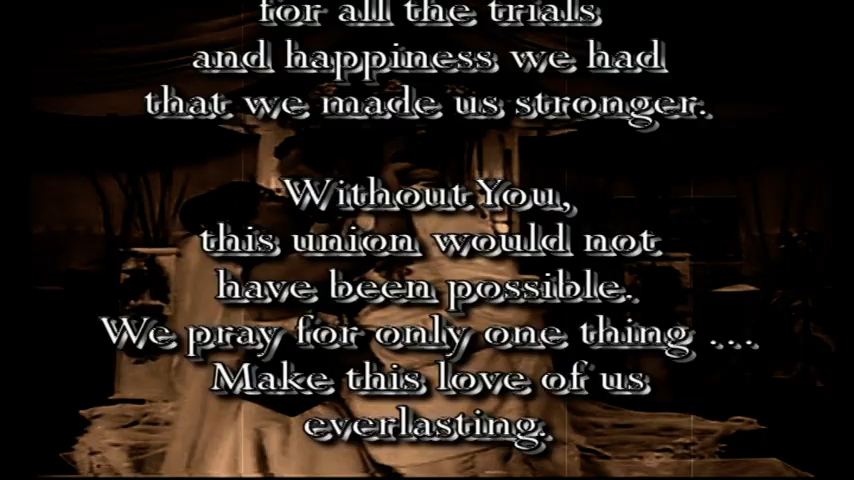 for all the trials
and happiness we had
that we made us stronger.
Without You,
this union would not
have been possible.
We pray for only one thing ...
Make this love of us
everlasting.